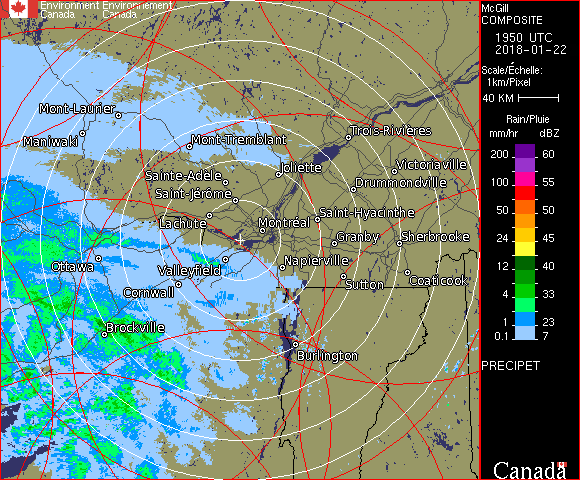 Environment Environnement
Canada Canada
McGill
COMPOSITE
1950 UTC
2018-01-22
Scale/Échelle:
1km/Pixel
40 KM
Rain/Pluie
mm/hr dBZ
200 60
100 55
50 50
24 45
12 40
4 33
1 23
0.1 7
PRECIPET
Canada
Mont-Laurier
Maniwaki
Mont-Tremblant
Trois-Rivières
Joliette
Victoriaville
Sainte-Adèle
Drummondville
Saint-Jérôme
Lachute
Saint-Hyacinthe
Montréal
Granby
Sherbrooke
Ottawa
Valleyfield
Napierville
Cornwall
Sutton
Coaticook
Brockville
Burlington